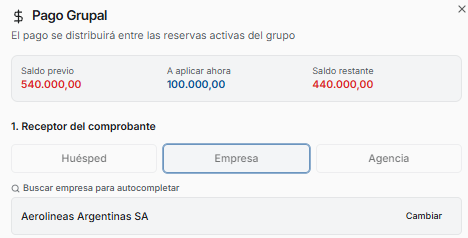 Pago Grupal
El pago se distribuirá entre las reservas activas del grupo
Saldo previo A aplicar ahora Saldo restante
540.000,00 100.000,00 440.000,00
1. Receptor del comprobante
Huésped Empresa Agencia
Buscar empresa para autocompletar
Aerolineas Argentinas SA Cambiar